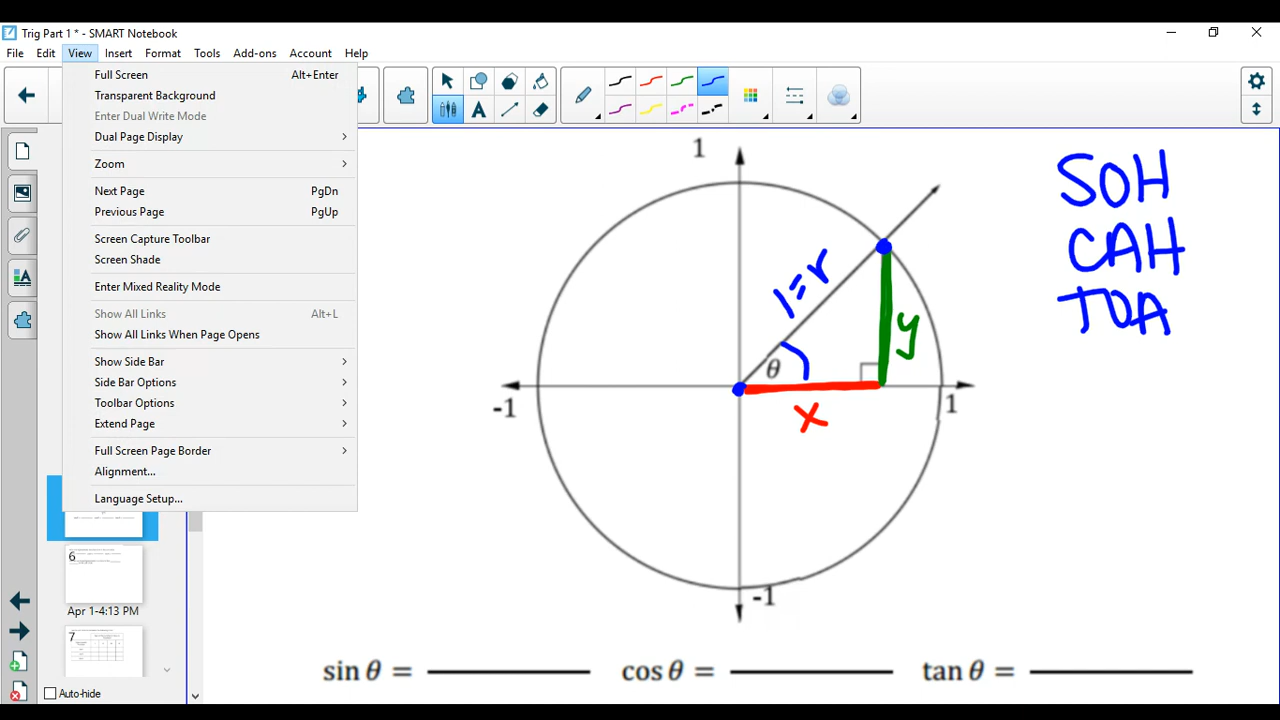 Trig Part 1 * - SMART Notebook
File Edit View Insert Format Tools Add-ons Account Help
Full Screen Alt+Enter
Transparent Background
Enter Dual Write Mode
Dual Page Display
Zoom
Next Page PgDn
Previous Page PgUp
Screen Capture Toolbar
Screen Shade
Enter Mixed Reality Mode
Show All Links Alt+L
Show All Links When Page Opens
Show Side Bar
Side Bar Options
Toolbar Options
Extend Page
Full Screen Page Border
Alignment...
Language Setup...
6
Apr 1-4:13 PM
7
Auto-hide
1
SOH
CAH
TOA
1=r
y
θ
-1
x
1
-1
sin θ = cos θ = tan θ =